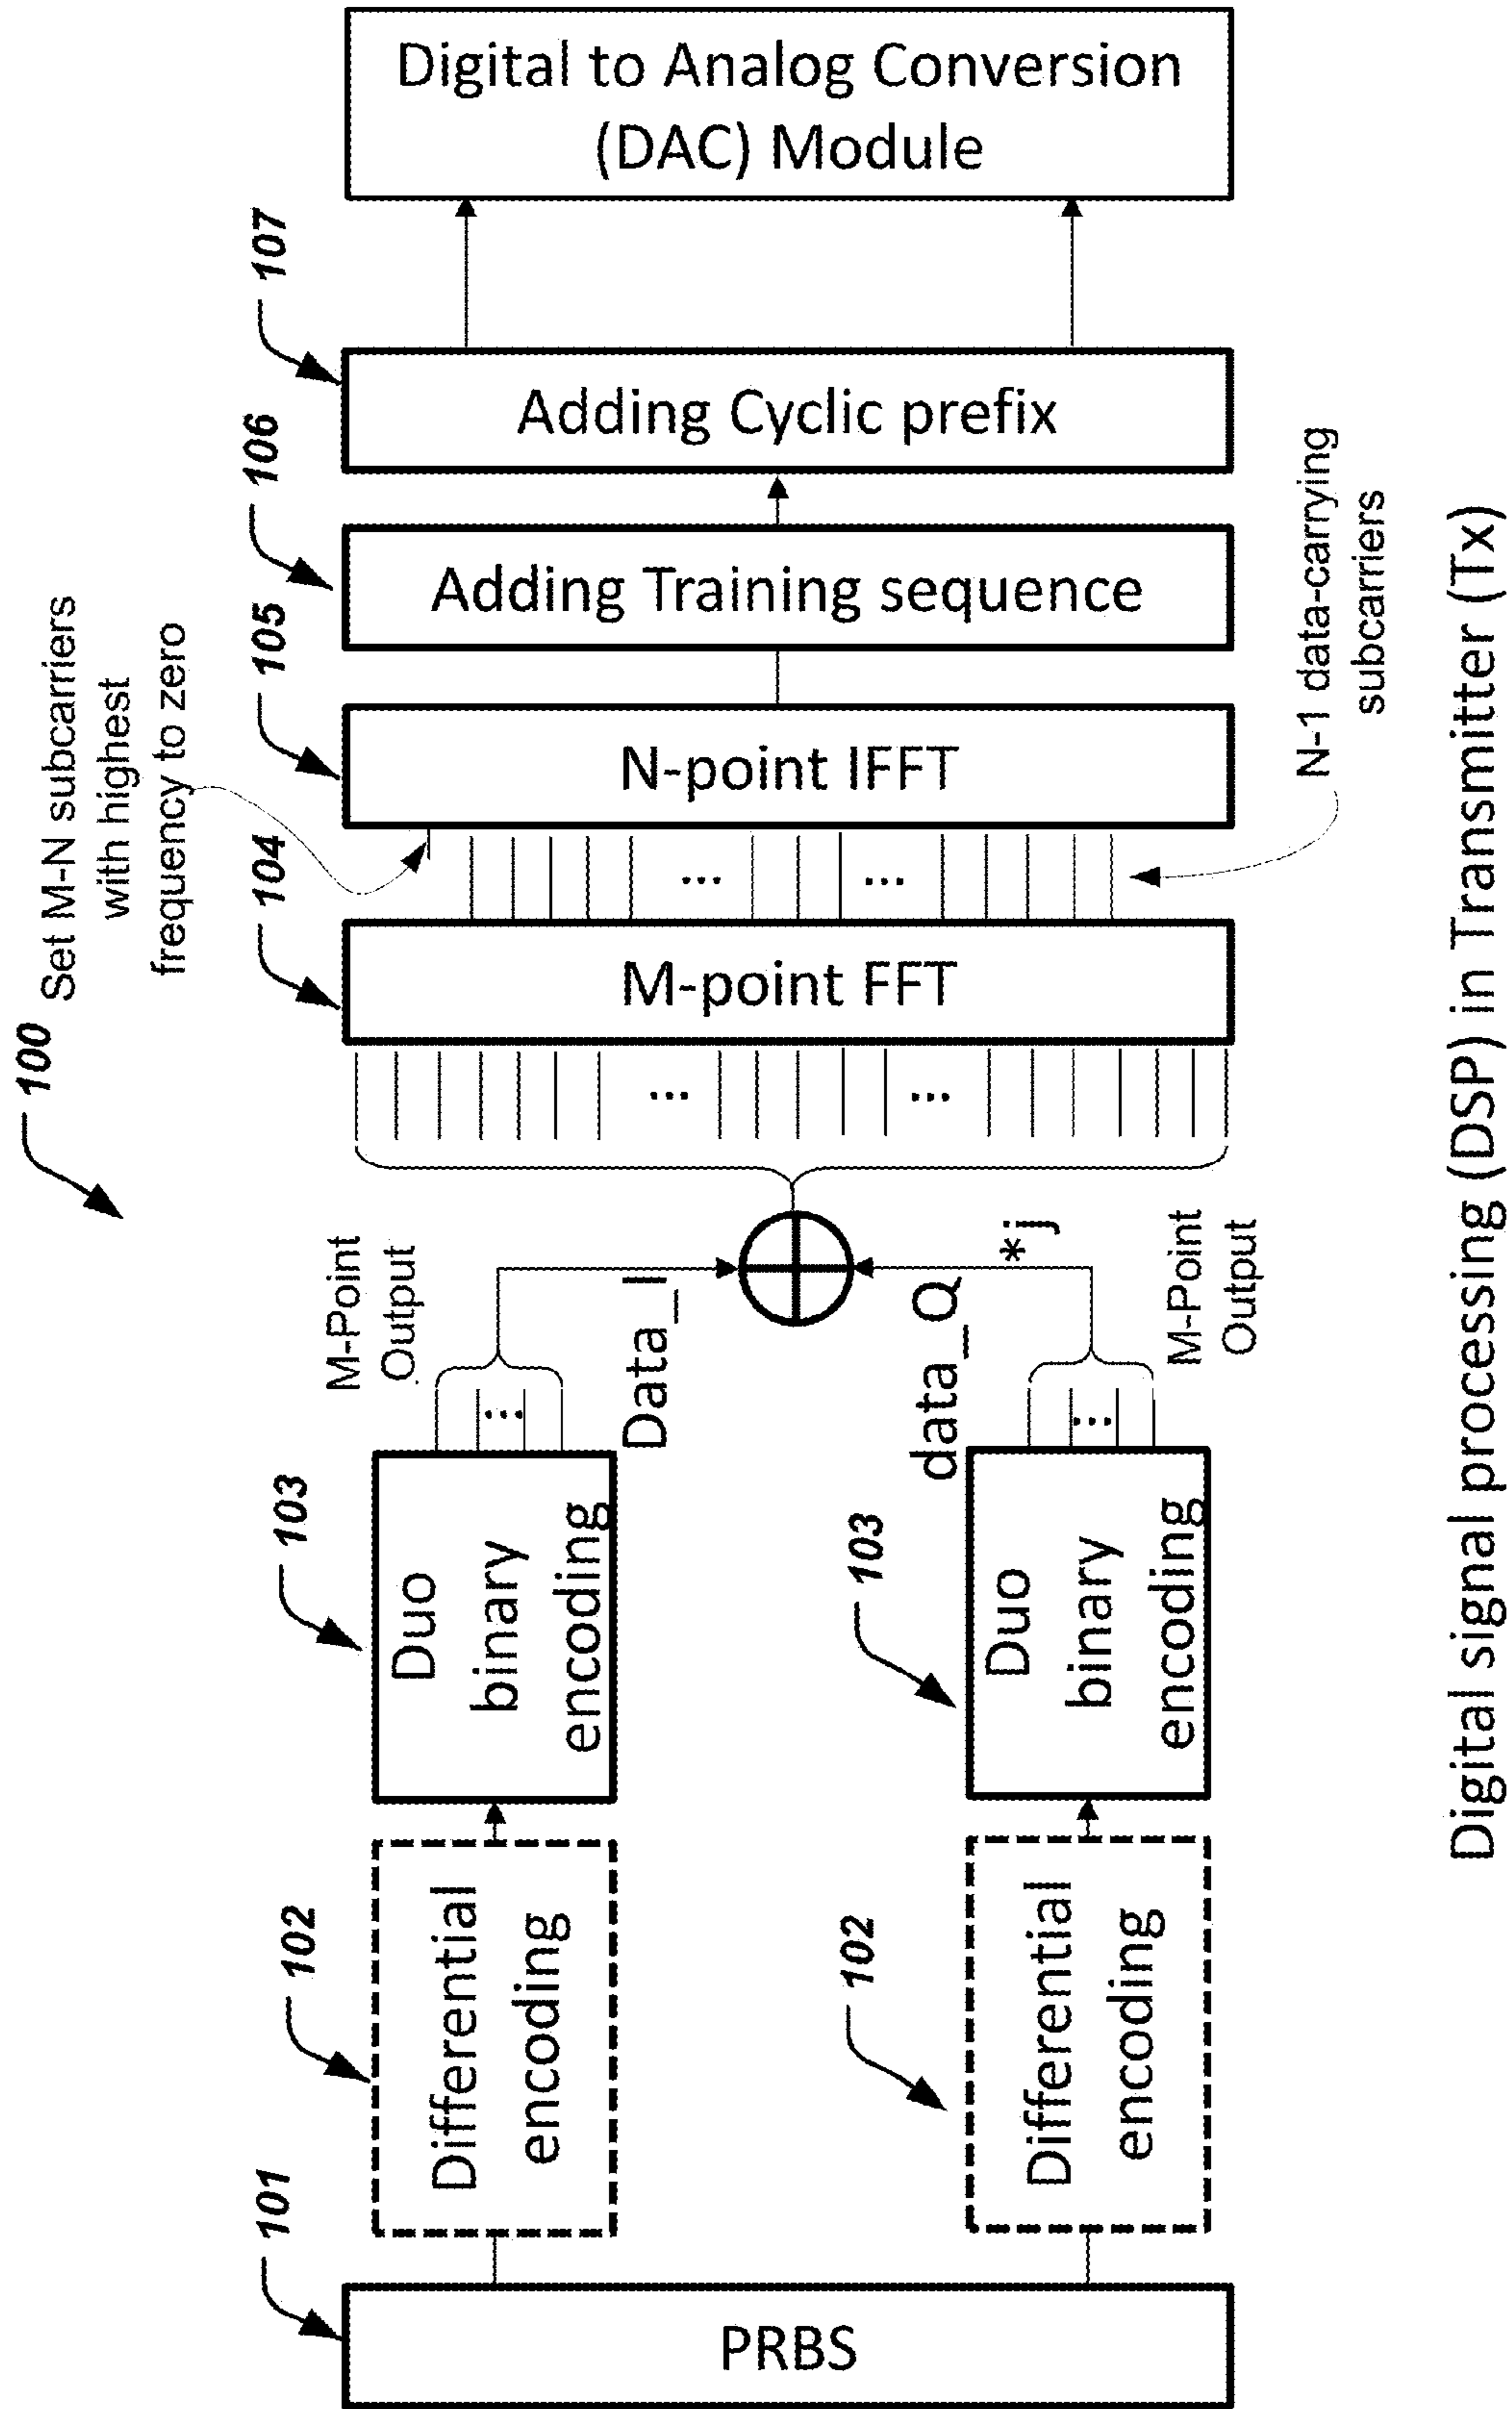 100
Set M-N subcarriers
with highest
frequency to zero
101
102
103
104
105
106
107
PRBS
Differential
encoding
Duo
binary
encoding
M-Point
Output
Data_I
M-point FFT
N-point IFFT
Adding Training sequence
Adding Cyclic prefix
Digital to Analog Conversion
(DAC) Module
102
Differential
encoding
103
Duo
binary
encoding
data_Q
*j
M-Point
Output
...
...
...
...
...
...
N-1 data-carrying
subcarriers
Digital signal processing (DSP) in Transmitter (Tx)